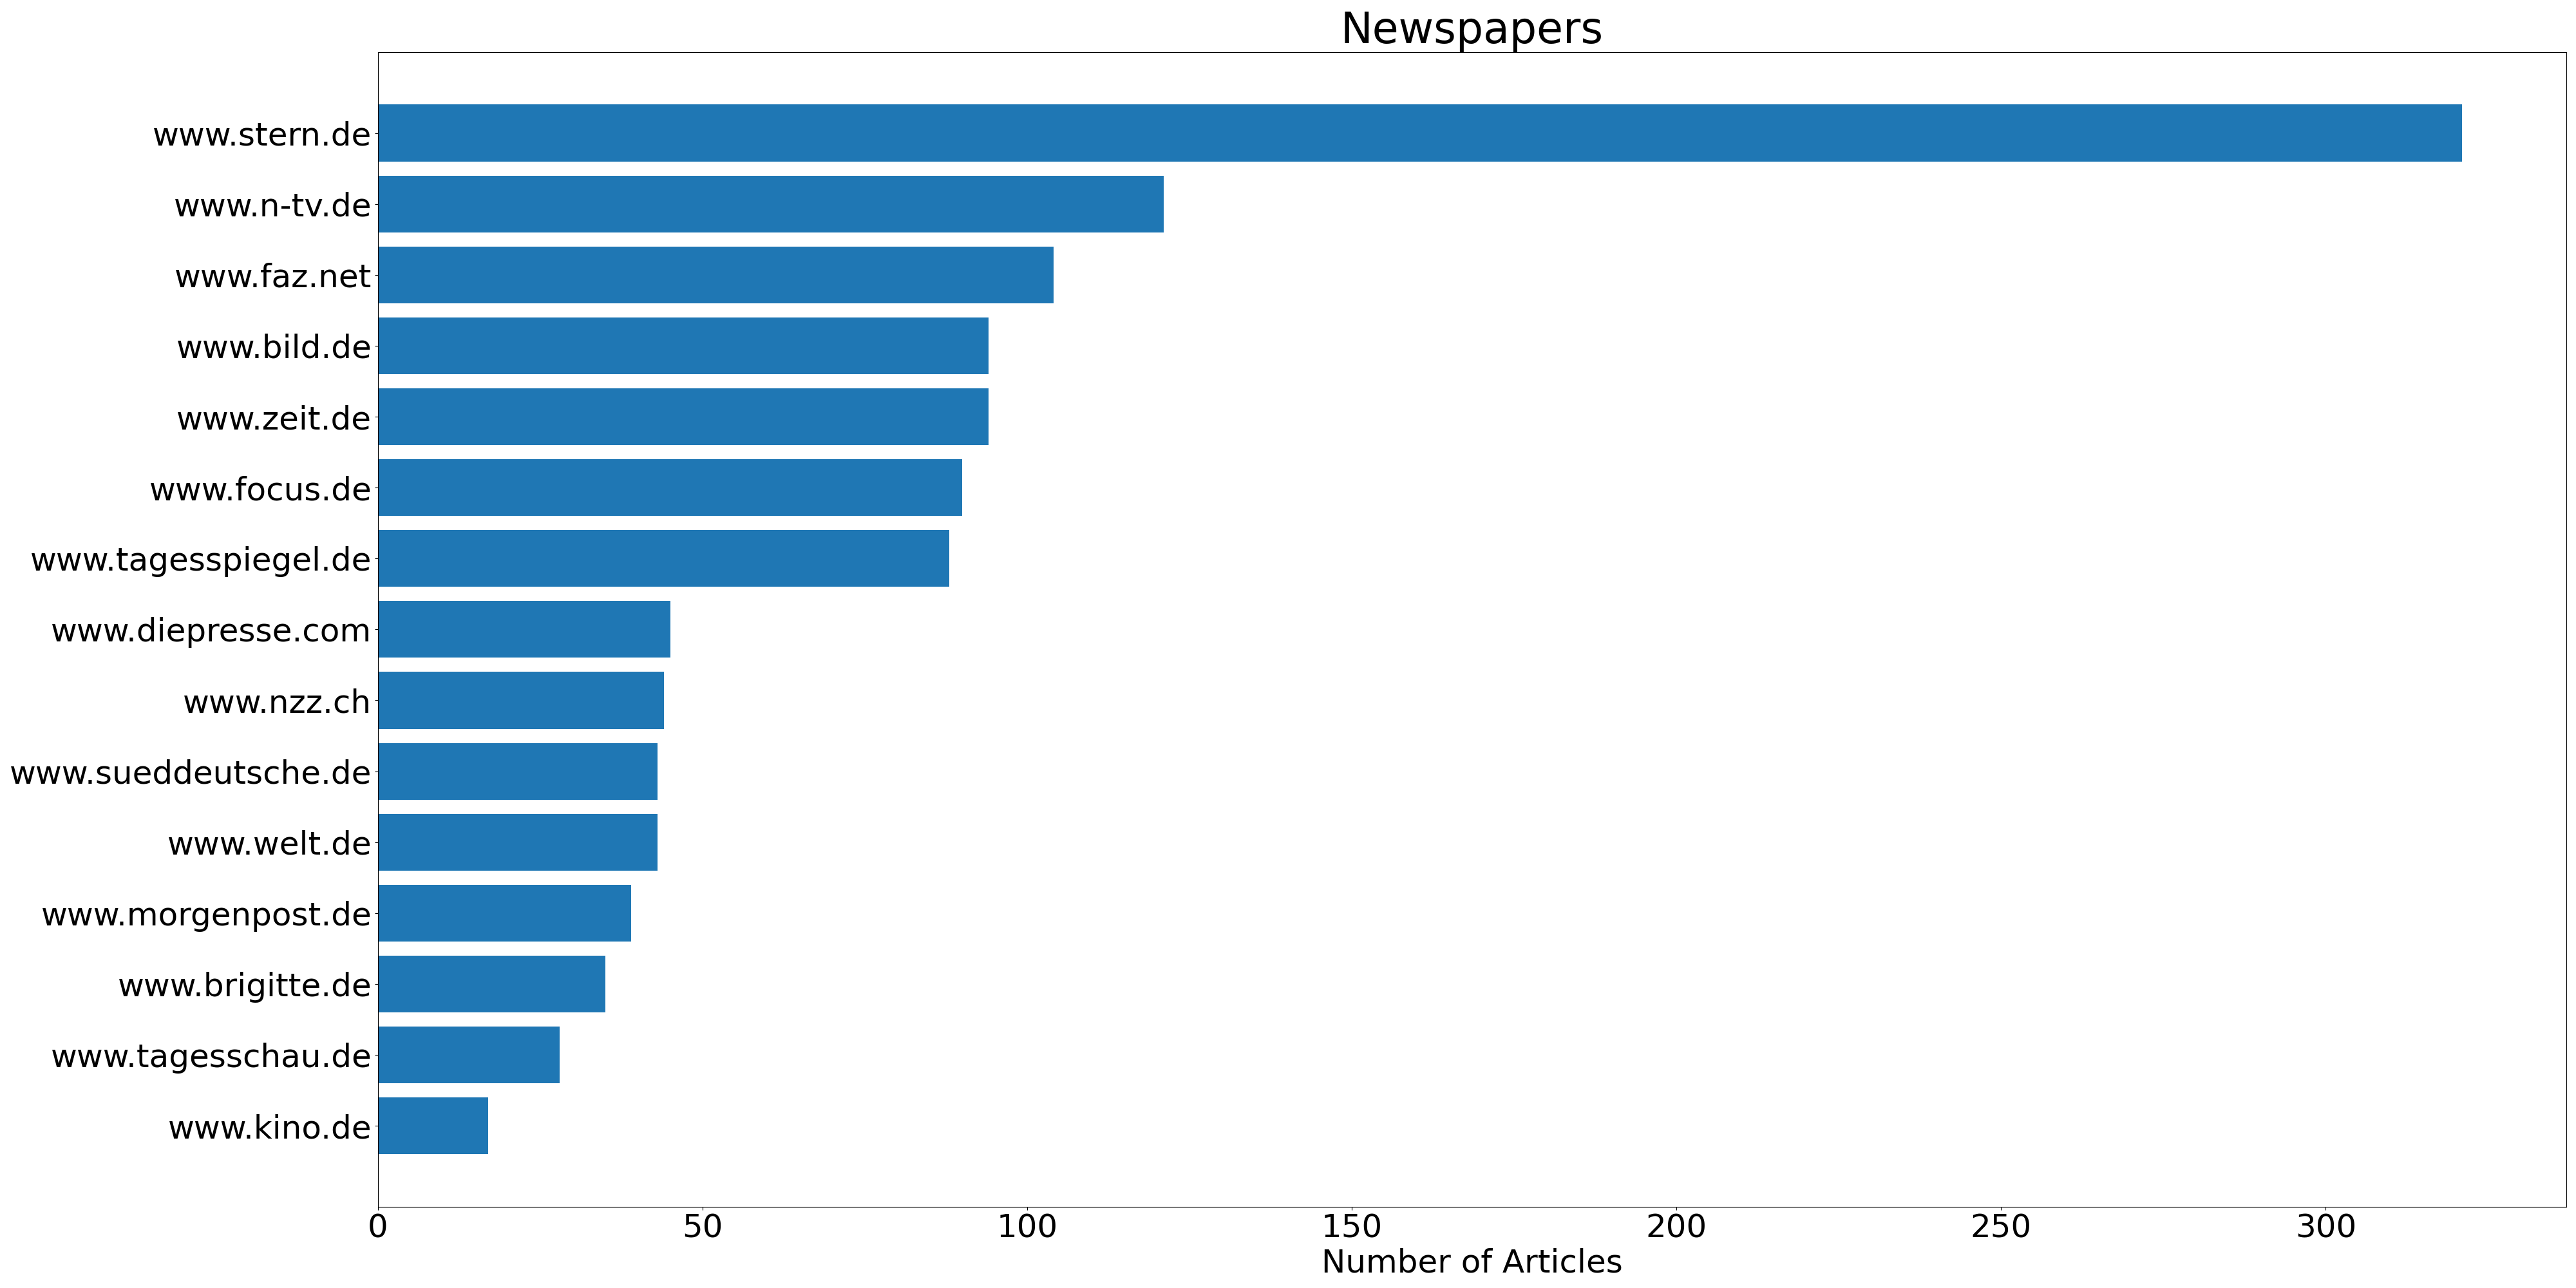 Newspapers
www.stern.de
www.n-tv.de
www.faz.net
www.bild.de
www.zeit.de
www.focus.de
www.tagesspiegel.de
www.diepresse.com
www.nzz.ch
www.sueddeutsche.de
www.welt.de
www.morgenpost.de
www.brigitte.de
www.tagesschau.de
www.kino.de
0 50 100 150 200 250 300
Number of Articles